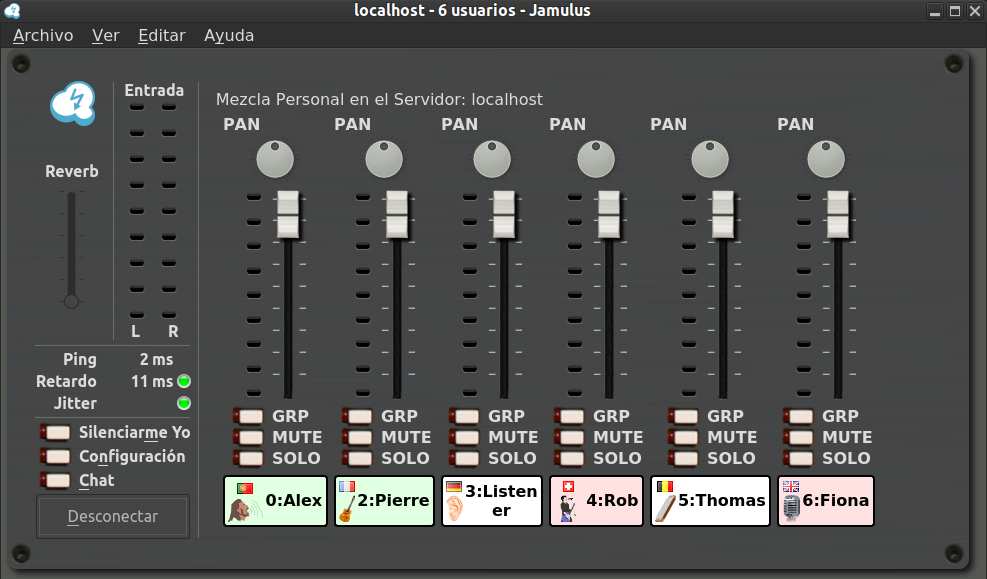 localhost - 6 usuarios - Jamulus
Archivo Ver Editar Ayuda
Entrada
Mezcla Personal en el Servidor: localhost
PAN PAN PAN PAN PAN PAN
Reverb
L R
Ping 2 ms
Retardo 11 ms
Jitter
GRP GRP GRP GRP GRP GRP
Silenciarme Yo
MUTE MUTE MUTE MUTE MUTE MUTE
Configuración
SOLO SOLO SOLO SOLO SOLO SOLO
Chat
0:Alex 2:Pierre 3:Listen
er 4:Rob 5:Thomas 6:Fiona
Desconectar